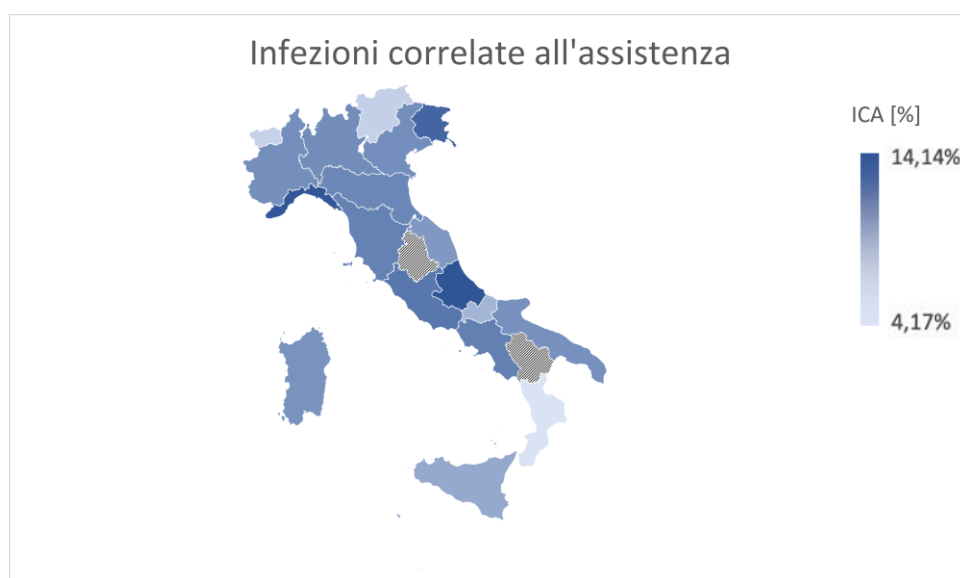 Infezioni correlate all'assistenza
ICA [%]
14,14%
4,17%